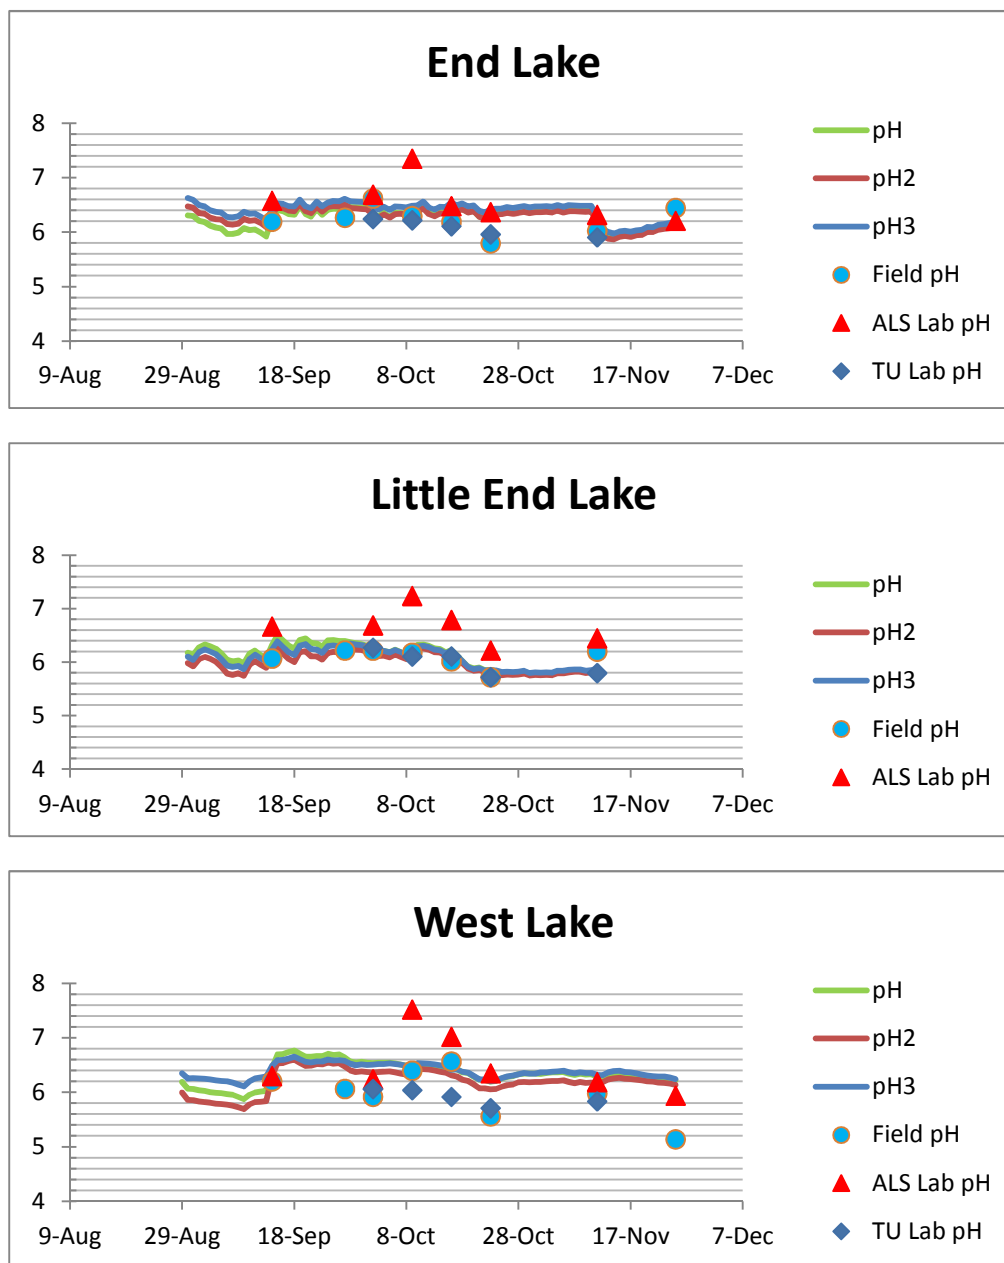 End Lake
8
7
6
5
4
9-Aug 29-Aug 18-Sep 8-Oct 28-Oct 17-Nov 7-Dec
pH
pH2
pH3
Field pH
ALS Lab pH
TU Lab pH
Little End Lake
8
7
6
5
4
9-Aug 29-Aug 18-Sep 8-Oct 28-Oct 17-Nov 7-Dec
pH
pH2
pH3
Field pH
ALS Lab pH
West Lake
8
7
6
5
4
9-Aug 29-Aug 18-Sep 8-Oct 28-Oct 17-Nov 7-Dec
pH
pH2
pH3
Field pH
ALS Lab pH
TU Lab pH